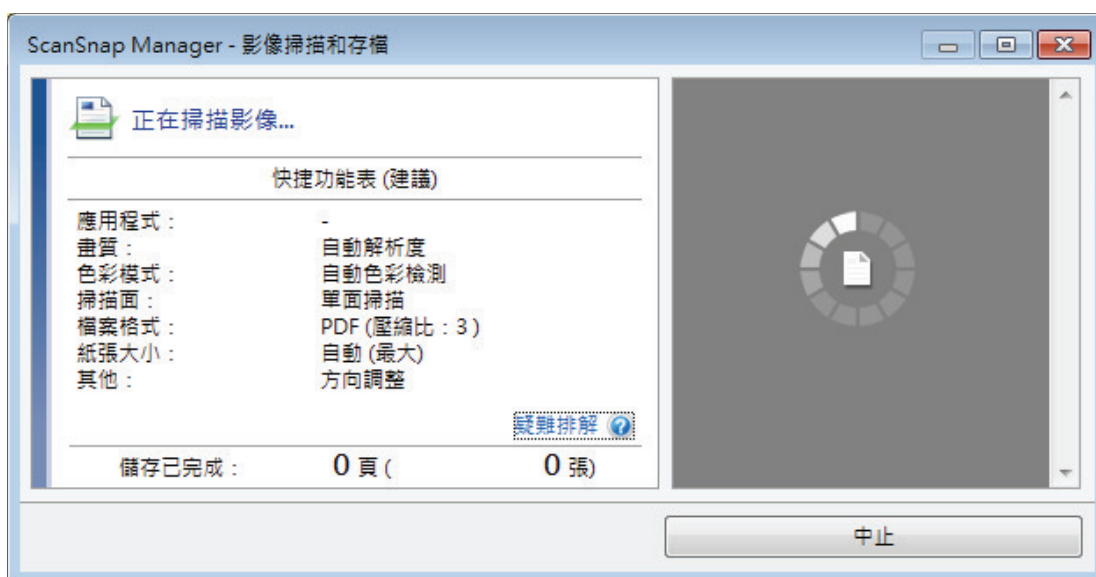 ScanSnap Manager - 影像掃描和存檔
正在掃描影像...
快捷功能表 (建議)
應用程式： -
畫質： 自動解析度
色彩模式： 自動色彩檢測
掃描面： 單面掃描
檔案格式： PDF (壓縮比：3)
紙張大小： 自動 (最大)
其他： 方向調整
疑難排解
儲存已完成： 0 頁 ( 0 張)
中止